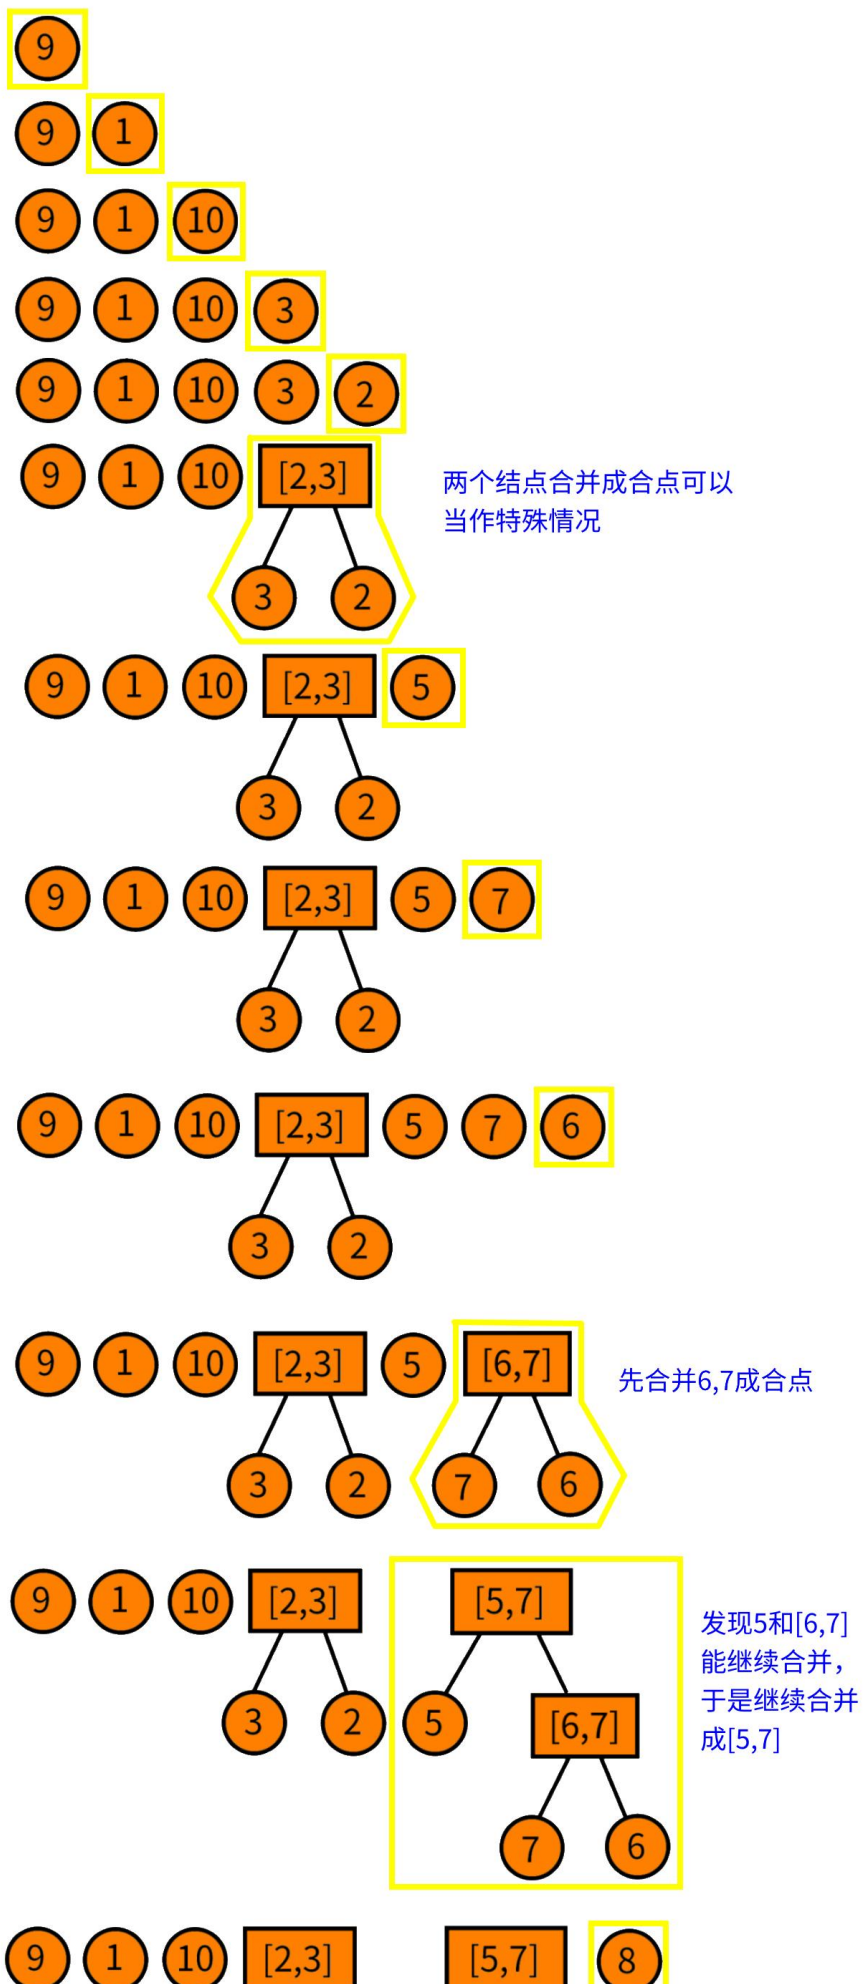 9
9 1
9 1 10
9 1 10 3
9 1 10 3 2
9 1 10 [2,3]
两个结点合并成合点可以
当作特殊情况
3 2
9 1 10 [2,3] 5
3 2
9 1 10 [2,3] 5 7
3 2
9 1 10 [2,3] 5 7 6
3 2
9 1 10 [2,3] 5 [6,7]
先合并6,7成合点
3 2 7 6
9 1 10 [2,3] [5,7]
发现5和[6,7]
能继续合并，
于是继续合并
成[5,7]
3 2 5 [6,7]
7 6
9 1 10 [2,3] [5,7] 8